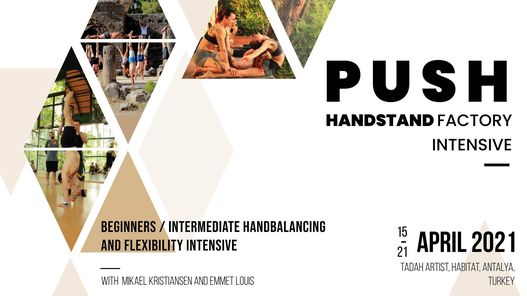 PUSH
HANDSTAND FACTORY
INTENSIVE
BEGINNERS / INTERMEDIATE HANDBALANCING
AND FLEXIBILITY INTENSIVE
WITH MIKAEL KRISTIANSEN AND EMMET LOUIS
15
-
21
APRIL 2021
TADAH ARTIST, HABITAT, ANTALYA,
TURKEY